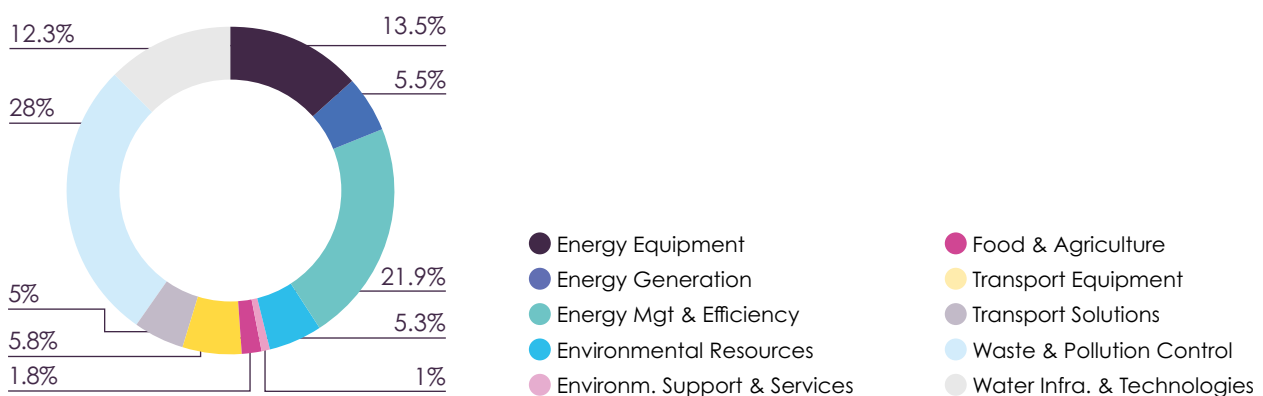 12.3%
13.5%
5.5%
28%
21.9%
5%
5.3%
5.8%
1.8%
1%
Energy Equipment
Energy Generation
Energy Mgt & Efficiency
Environmental Resources
Environm. Support & Services
Food & Agriculture
Transport Equipment
Transport Solutions
Waste & Pollution Control
Water Infra. & Technologies